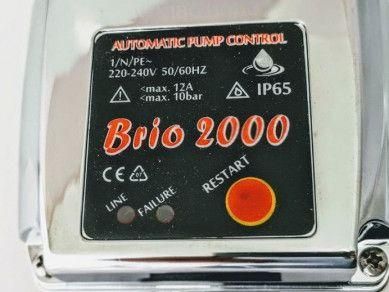 AUTOMATIC PUMP CONTROL
1/N/PE~
220-240V 50/60HZ
<max. 12A
<max. 10bar
IP65
Brio 2000
CE 07
RESTART
LINE
FAILURE